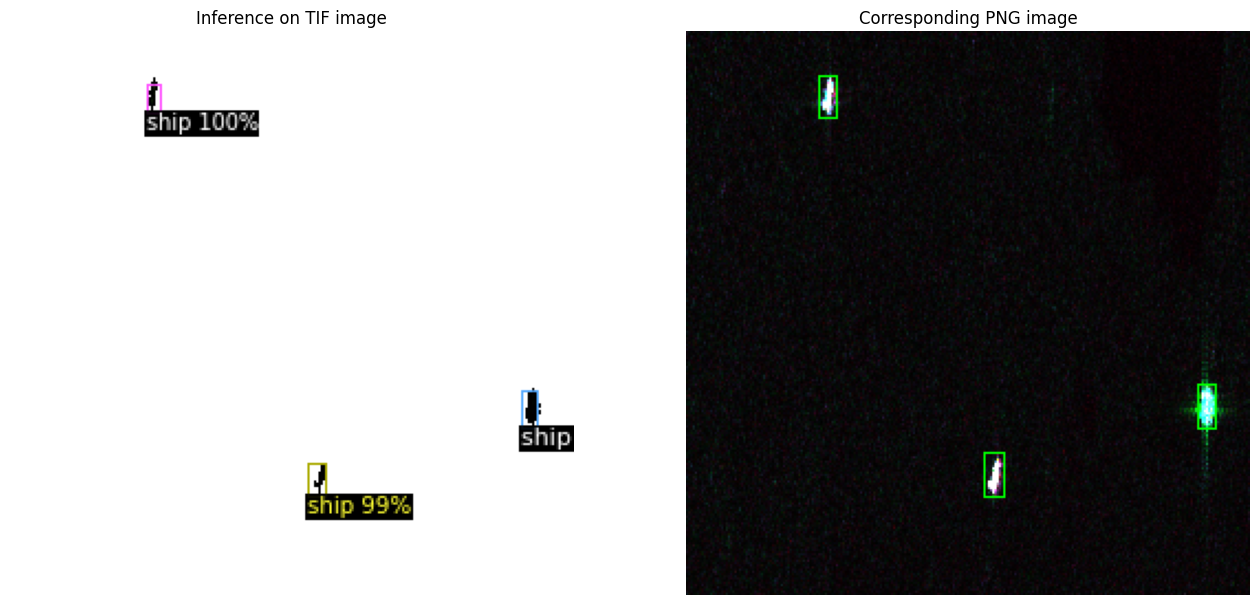 Inference on TIF image
Corresponding PNG image
ship 100%
ship
ship 99%